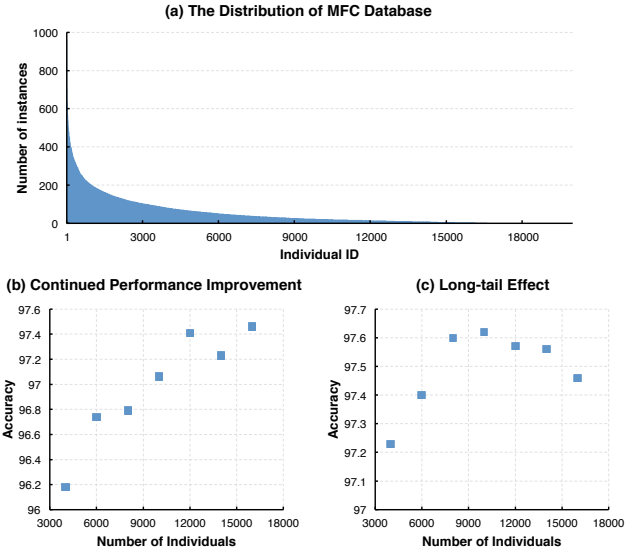 (a) The Distribution of MFC Database
1000
800
600
400
200
0
Number of instances
1 3000 6000 9000 12000 15000 18000
Individual ID
(b) Continued Performance Improvement
97.6
97.4
97.2
97
96.8
96.6
96.4
96.2
96
Accuracy
3000 6000 9000 12000 15000 18000
Number of Individuals
(c) Long-tail Effect
97.7
97.6
97.5
97.4
97.3
97.2
97.1
97
Accuracy
3000 6000 9000 12000 15000 18000
Number of Individuals